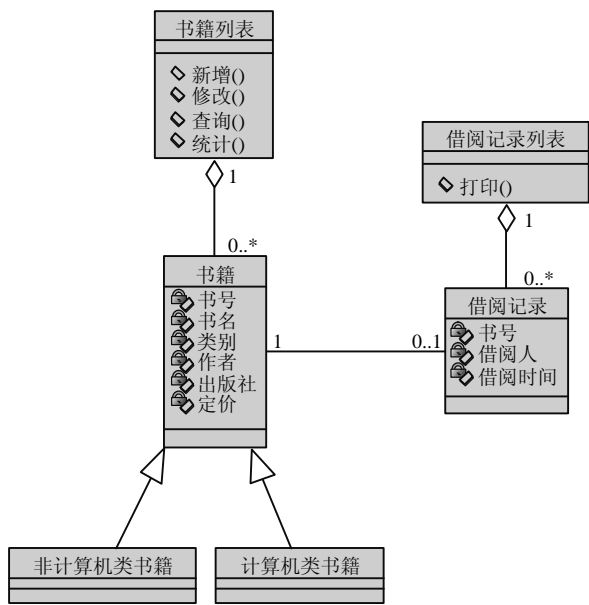 书籍列表
新增()
修改()
查询()
统计()
1
0..*
借阅记录列表
打印()
1
0..*
书籍
书号
书名
类别
作者
出版社
定价
1
0..1
借阅记录
书号
借阅人
借阅时间
非计算机类书籍
计算机类书籍